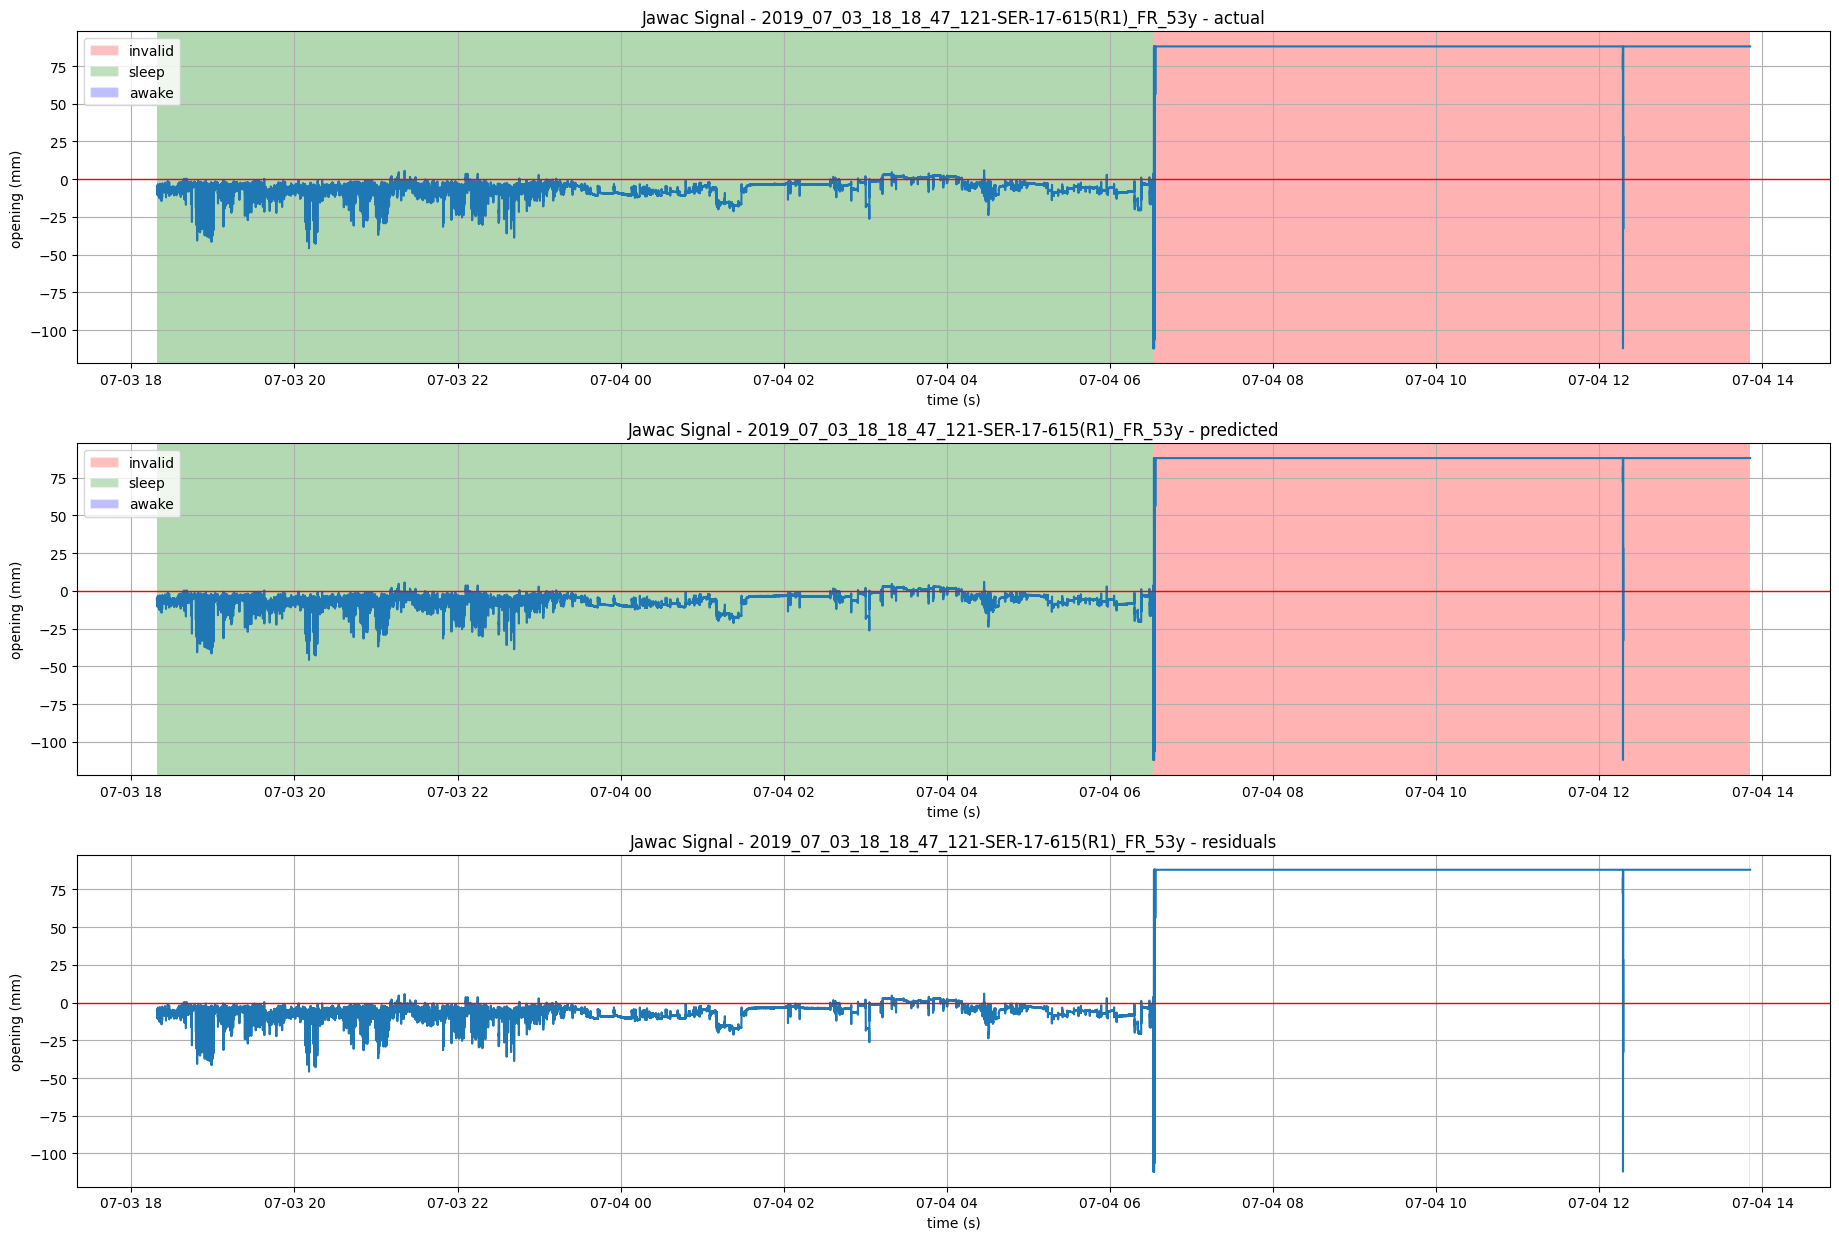 Jawac Signal - 2019_07_03_18_18_47_121-SER-17-615(R1)_FR_53y - actual
invalid
sleep
awake
75
50
25
0
−25
−50
−75
−100
opening (mm)
07-03 18 07-03 20 07-03 22 07-04 00 07-04 02 07-04 04 07-04 06 07-04 08 07-04 10 07-04 12 07-04 14
time (s)
Jawac Signal - 2019_07_03_18_18_47_121-SER-17-615(R1)_FR_53y - predicted
invalid
sleep
awake
75
50
25
0
−25
−50
−75
−100
opening (mm)
07-03 18 07-03 20 07-03 22 07-04 00 07-04 02 07-04 04 07-04 06 07-04 08 07-04 10 07-04 12 07-04 14
time (s)
Jawac Signal - 2019_07_03_18_18_47_121-SER-17-615(R1)_FR_53y - residuals
75
50
25
0
−25
−50
−75
−100
opening (mm)
07-03 18 07-03 20 07-03 22 07-04 00 07-04 02 07-04 04 07-04 06 07-04 08 07-04 10 07-04 12 07-04 14
time (s)